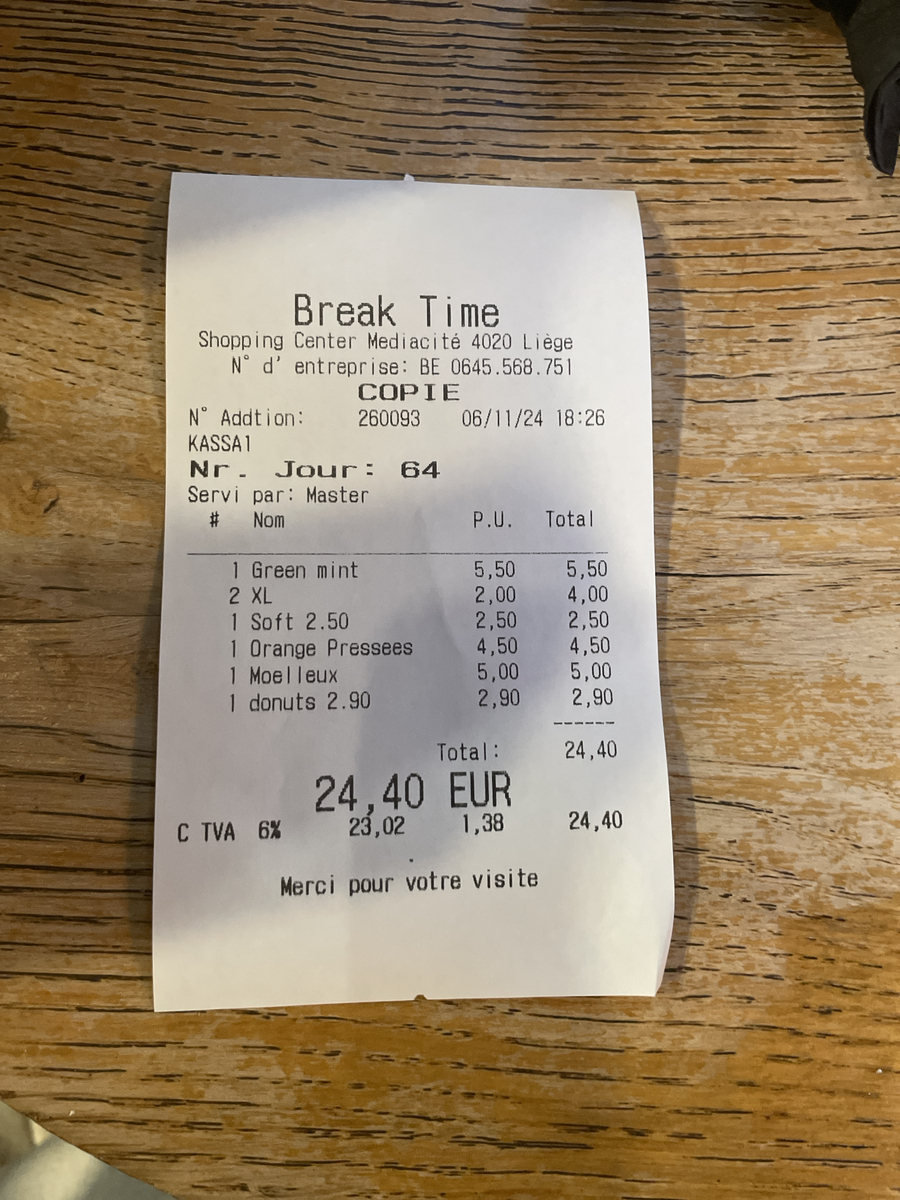 Break Time
Shopping Center Mediacité 4020 Liège
N° d' entreprise: BE 0645.568.751
COPIE
N° Addtion: 260093 06/11/24 18:26
KASSA1
Nr. Jour: 64
Servi par: Master
# Nom P.U. Total
1 Green mint 5,50 5,50
2 XL 2,00 4,00
1 Soft 2.50 2,50 2,50
1 Orange Pressees 4,50 4,50
1 Moelleux 5,00 5,00
1 donuts 2.90 2,90 2,90
------
Total: 24,40
24,40 EUR
C TVA 6% 23,02 1,38 24,40
Merci pour votre visite